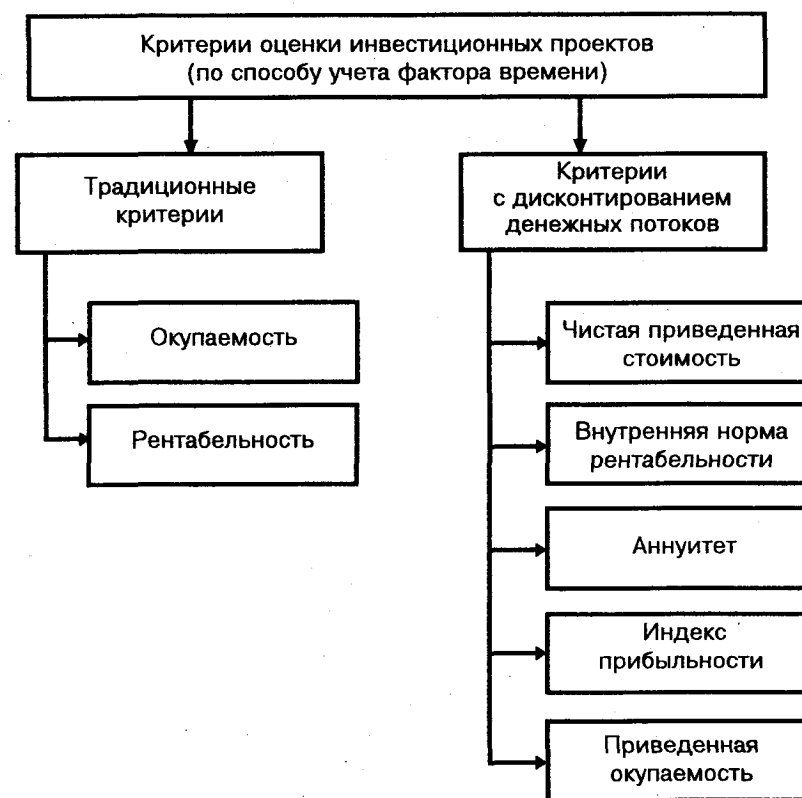 Критерии оценки инвестиционных проектов
(по способу учета фактора времени)
Традиционные
критерии
Окупаемость
Рентабельность
Критерии
с дисконтированием
денежных потоков
Чистая приведенная
стоимость
Внутренняя норма
рентабельности
Аннуитет
Индекс
прибыльности
Приведенная
окупаемость